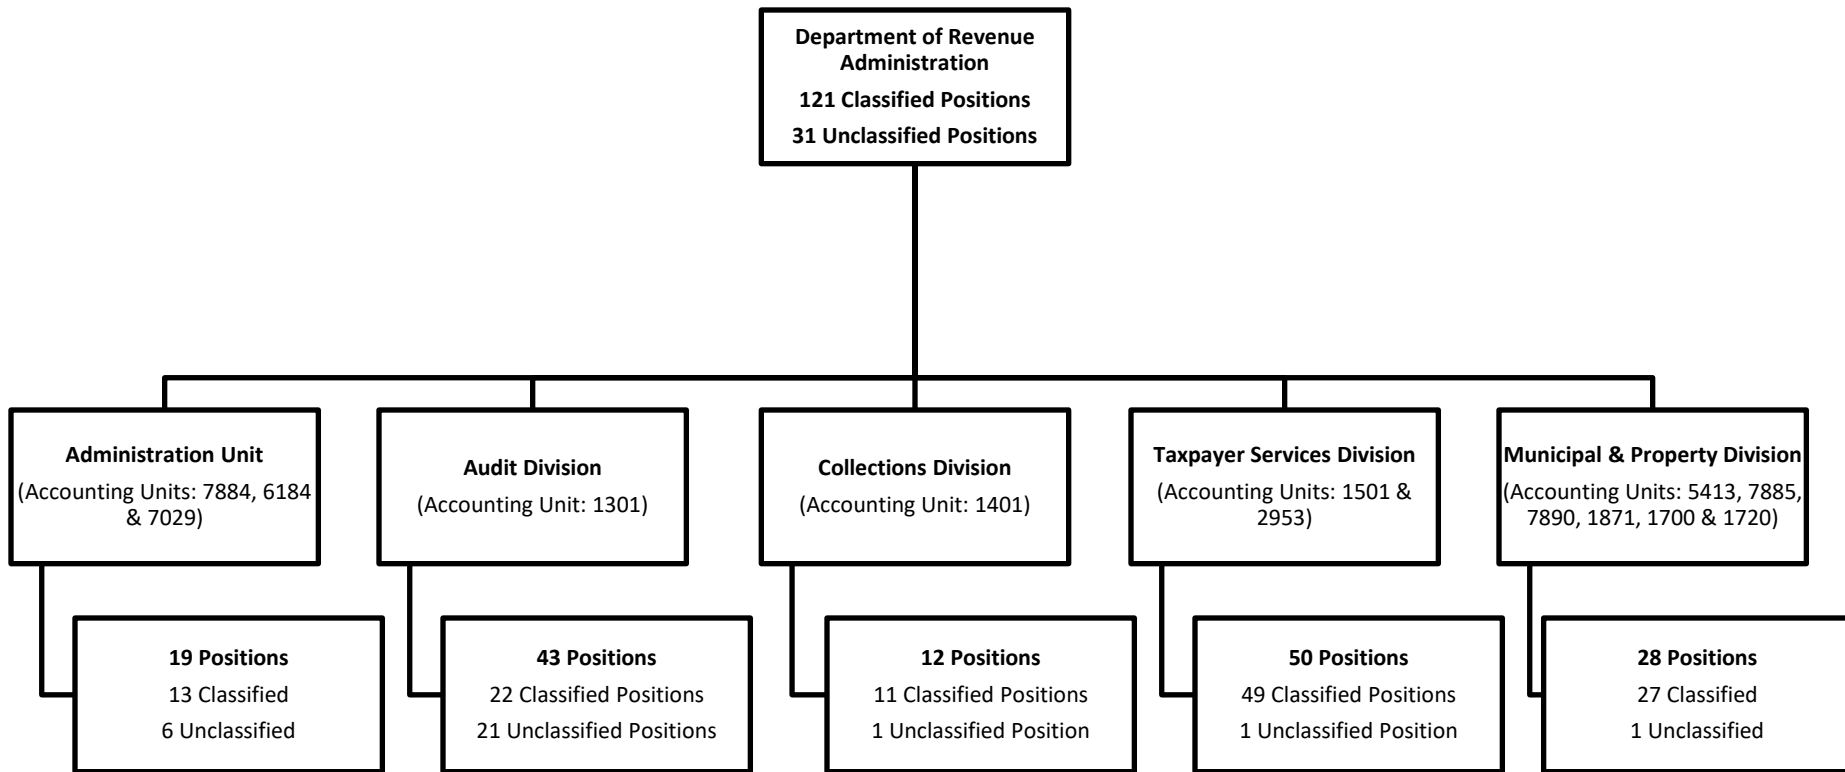 Department of Revenue
Administration
121 Classified Positions
31 Unclassified Positions
Administration Unit
(Accounting Units: 7884, 6184
& 7029)
Audit Division
(Accounting Unit: 1301)
Collections Division
(Accounting Unit: 1401)
Taxpayer Services Division
(Accounting Units: 1501 &
2953)
Municipal & Property Division
(Accounting Units: 5413, 7885,
7890, 1871, 1700 & 1720)
19 Positions
13 Classified
6 Unclassified
43 Positions
22 Classified Positions
21 Unclassified Positions
12 Positions
11 Classified Positions
1 Unclassified Position
50 Positions
49 Classified Positions
1 Unclassified Position
28 Positions
27 Classified
1 Unclassified